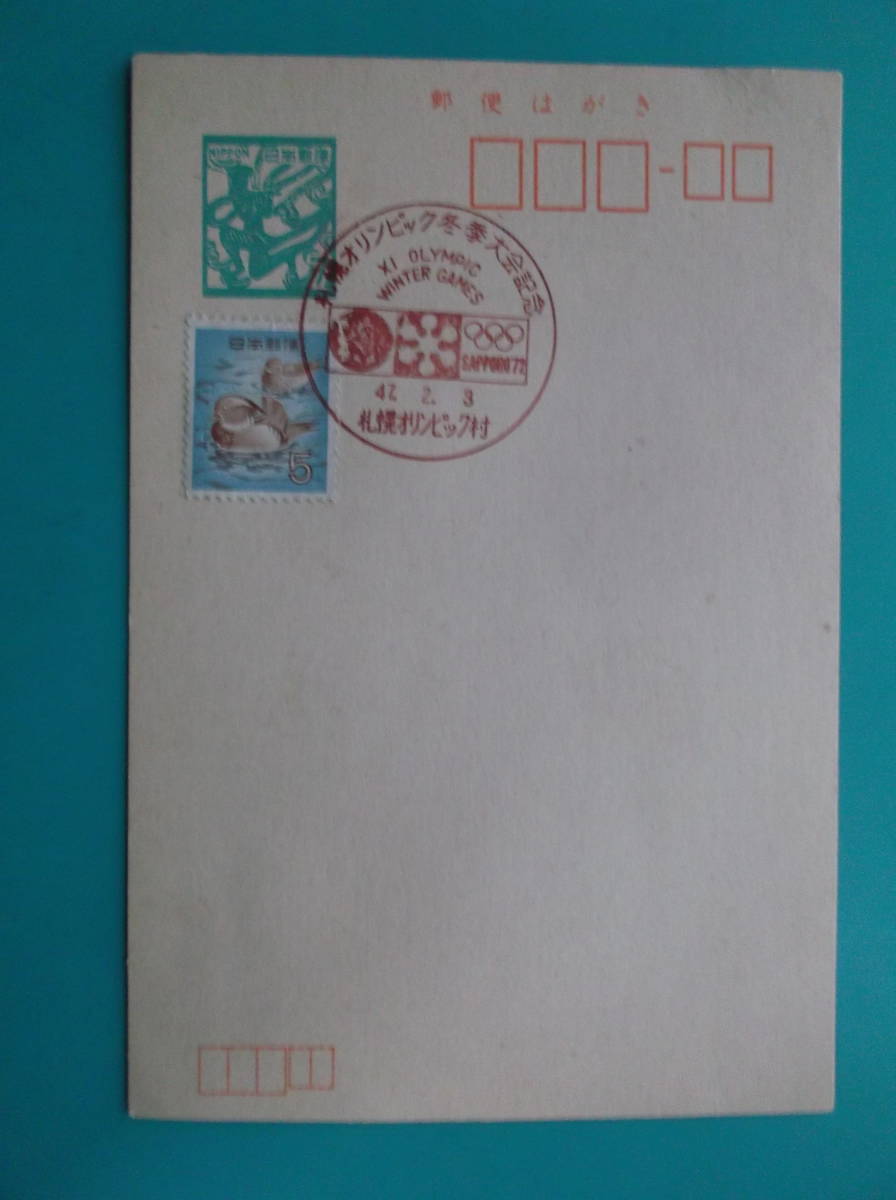 郵便はがき
NIPPON 日本郵便
札幌オリンピック冬季大会記念
XI OLYMPIC
WINTER GAMES
SAPPORO'72
47. 2. 3
札幌オリンピック村
日本郵便
5